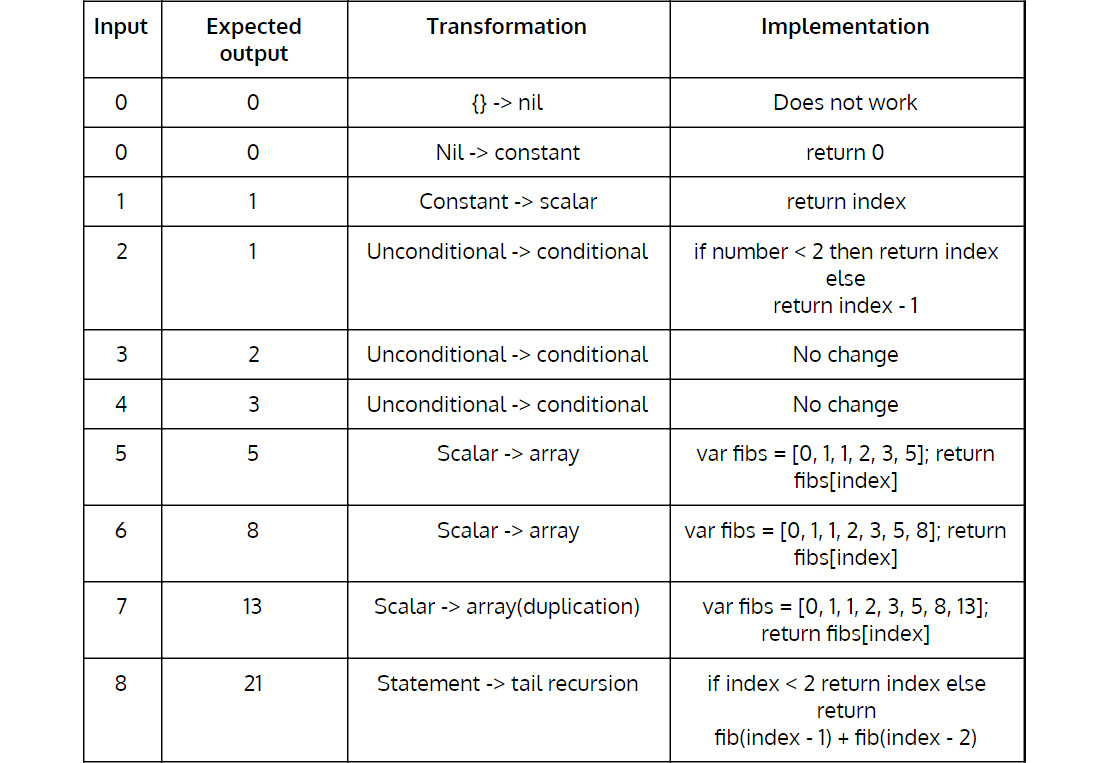 Input Expected output Transformation Implementation
0 0 {} -> nil Does not work
0 0 Nil -> constant return 0
1 1 Constant -> scalar return index
2 1 Unconditional -> conditional if number < 2 then return index
else
return index - 1
3 2 Unconditional -> conditional No change
4 3 Unconditional -> conditional No change
5 5 Scalar -> array var fibs = [0, 1, 1, 2, 3, 5]; return
fibs[index]
6 8 Scalar -> array var fibs = [0, 1, 1, 2, 3, 5, 8]; return
fibs[index]
7 13 Scalar -> array(duplication) var fibs = [0, 1, 1, 2, 3, 5, 8, 13];
return fibs[index]
8 21 Statement -> tail recursion if index < 2 return index else
return
fib(index - 1) + fib(index - 2)